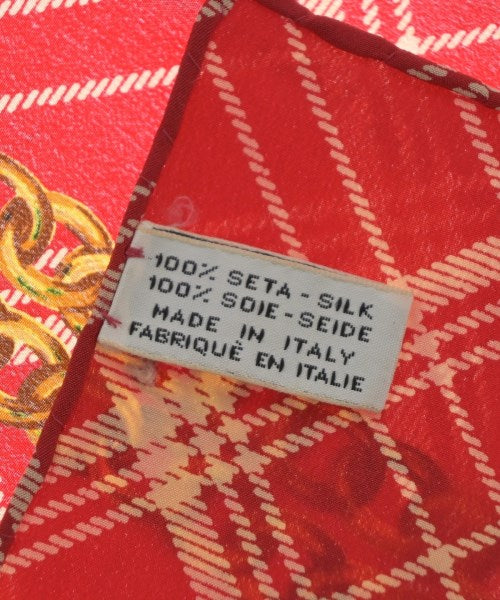 100% SETA - SILK
100% SOIE-SEIDE
MADE IN ITALY
FABRIQUÈ EN ITALIE